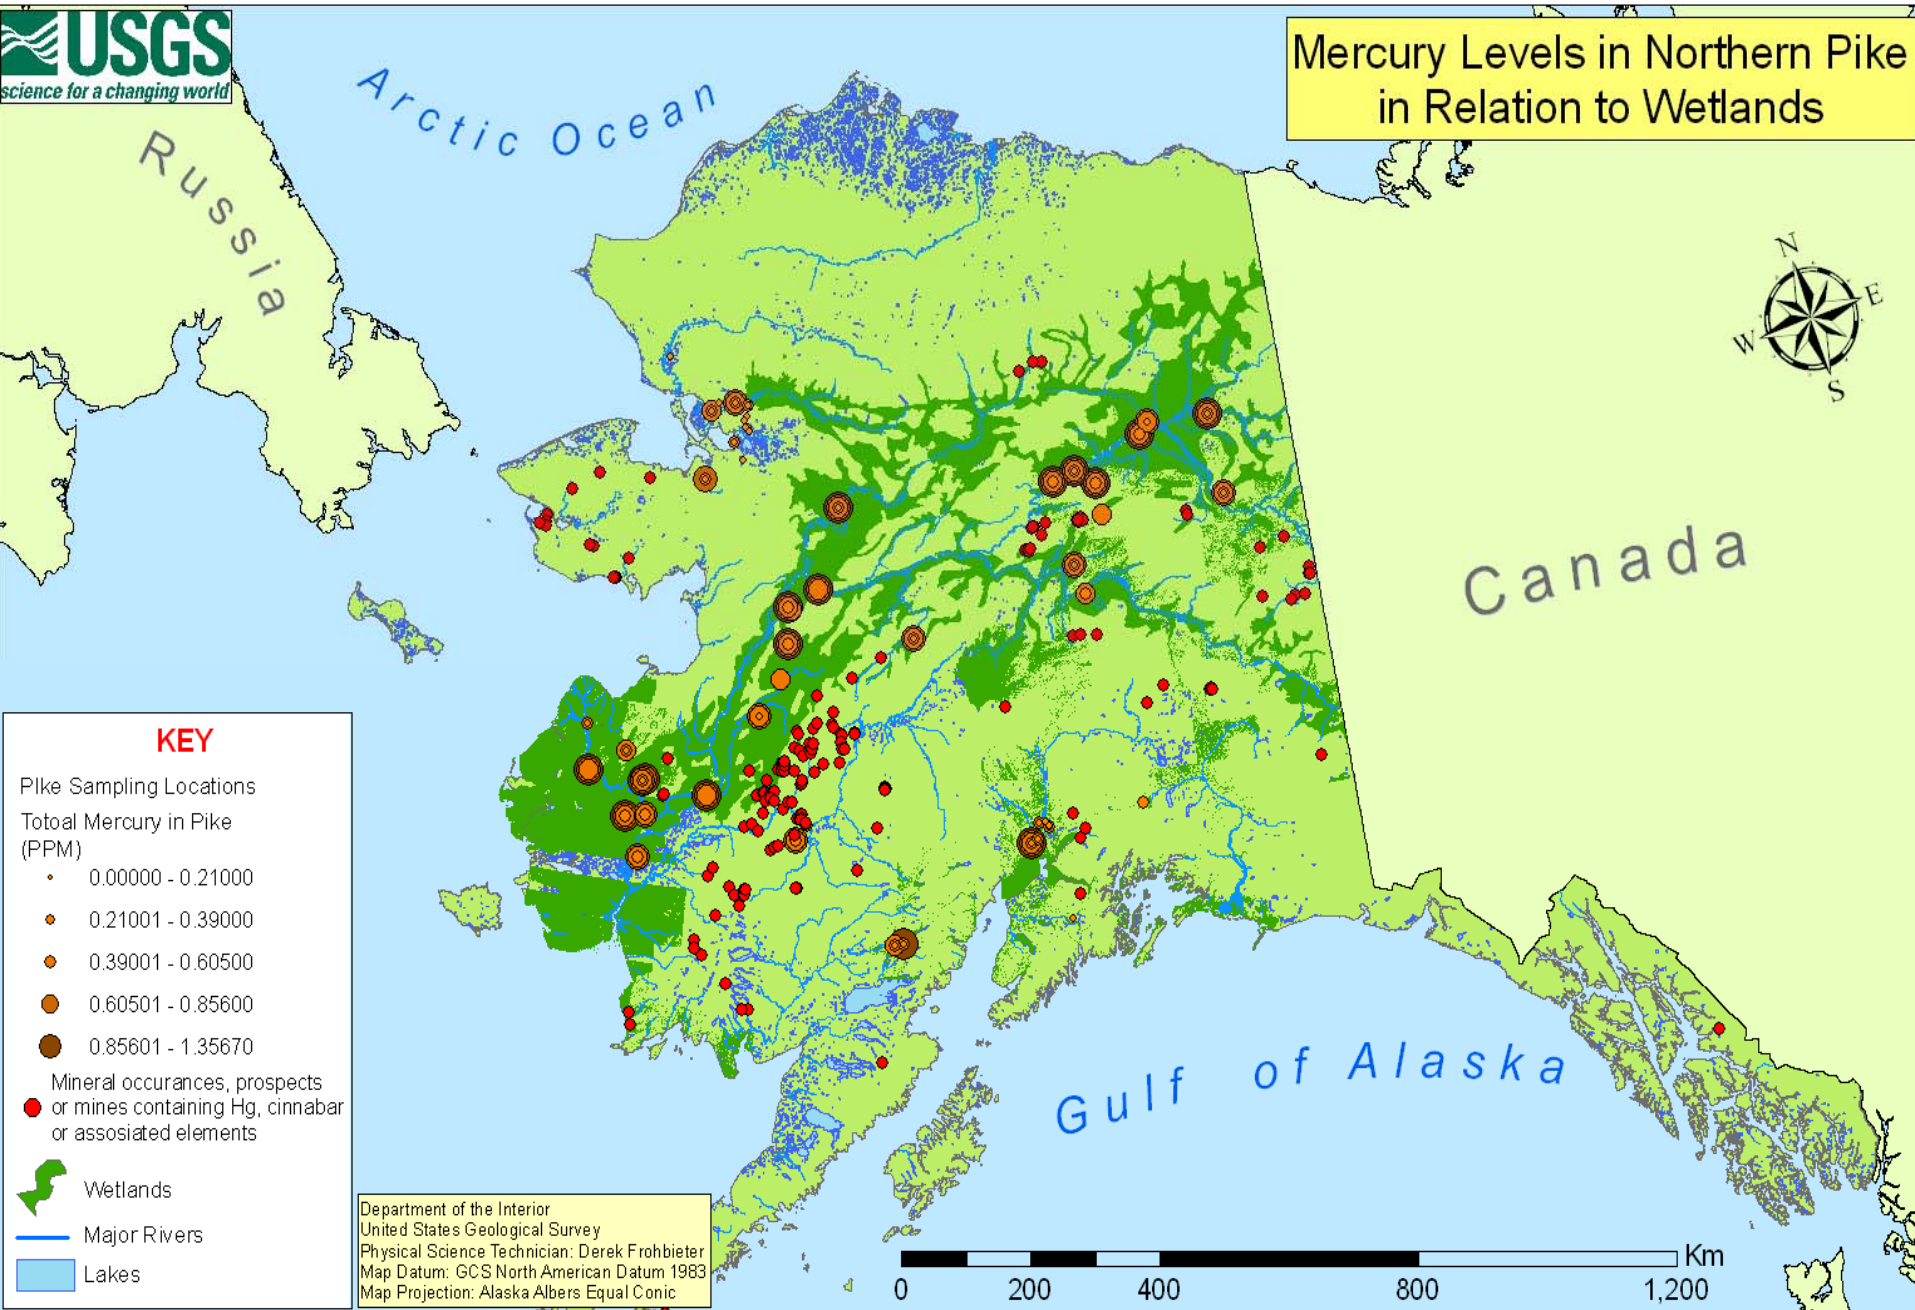 USGS
science for a changing world
Mercury Levels in Northern Pike
in Relation to Wetlands
Arctic Ocean
Russia
N
E
W
S
Canada
Gulf of Alaska
KEY
PIke Sampling Locations
Totoal Mercury in Pike
(PPM)
0.00000 - 0.21000
0.21001 - 0.39000
0.39001 - 0.60500
0.60501 - 0.85600
0.85601 - 1.35670
Mineral occurances, prospects
or mines containing Hg, cinnabar
or assosiated elements
Wetlands
Major Rivers
Lakes
Department of the Interior
United States Geological Survey
Physical Science Technician: Derek Frohbieter
Map Datum: GCS North American Datum 1983
Map Projection: Alaska Albers Equal Conic
Km
0 200 400 800 1,200